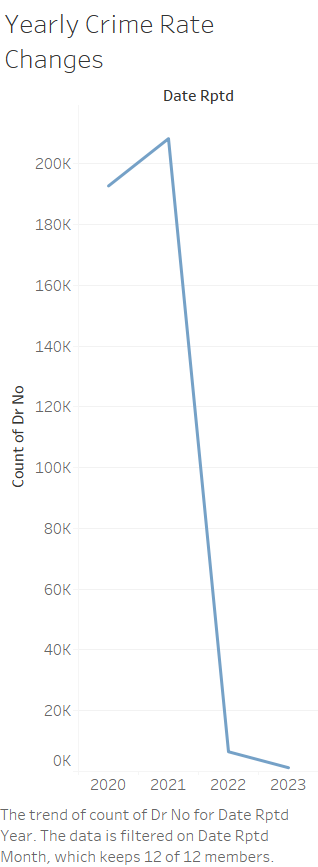 Yearly Crime Rate
Changes
Date Rptd
Count of Dr No
200K
180K
160K
140K
120K
100K
80K
60K
40K
20K
0K
2020 2021 2022 2023
The trend of count of Dr No for Date Rptd
Year. The data is filtered on Date Rptd
Month, which keeps 12 of 12 members.